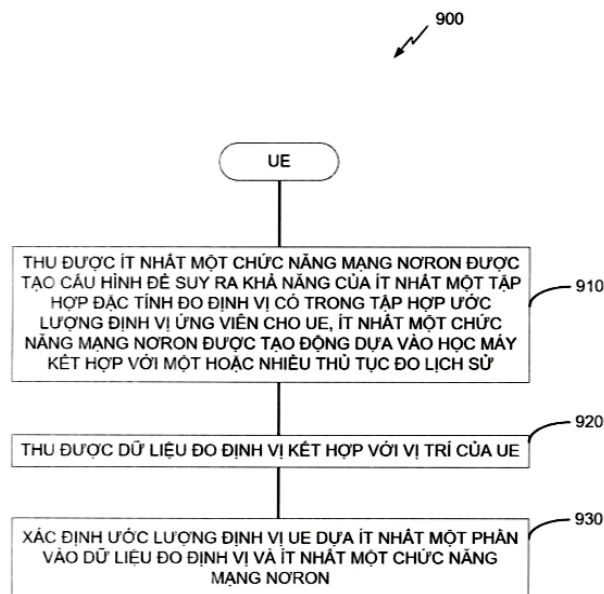 900
UE
THU ĐƯỢC ÍT NHẤT MỘT CHỨC NĂNG MẠNG NƠRON ĐƯỢC
TẠO CẤU HÌNH ĐỂ SUY RA KHẢ NĂNG CỦA ÍT NHẤT MỘT TẬP
HỢP ĐẶC TÍNH ĐO ĐỊNH VỊ CÓ TRONG TẬP HỢP ƯỚC
LƯỢNG ĐỊNH VỊ ỨNG VIÊN CHO UE, ÍT NHẤT MỘT CHỨC
NĂNG MẠNG NƠRON ĐƯỢC TẠO ĐỘNG DỰA VÀO HỌC MÁY
KẾT HỢP VỚI MỘT HOẶC NHIỀU THỦ TỤC ĐO LỊCH SỬ
910
THU ĐƯỢC DỮ LIỆU ĐO ĐỊNH VỊ KẾT HỢP VỚI VỊ TRÍ CỦA UE
920
XÁC ĐỊNH ƯỚC LƯỢNG ĐỊNH VỊ UE DỰA ÍT NHẤT MỘT PHẦN
VÀO DỮ LIỆU ĐO ĐỊNH VỊ VÀ ÍT NHẤT MỘT CHỨC NĂNG
MẠNG NƠRON
930